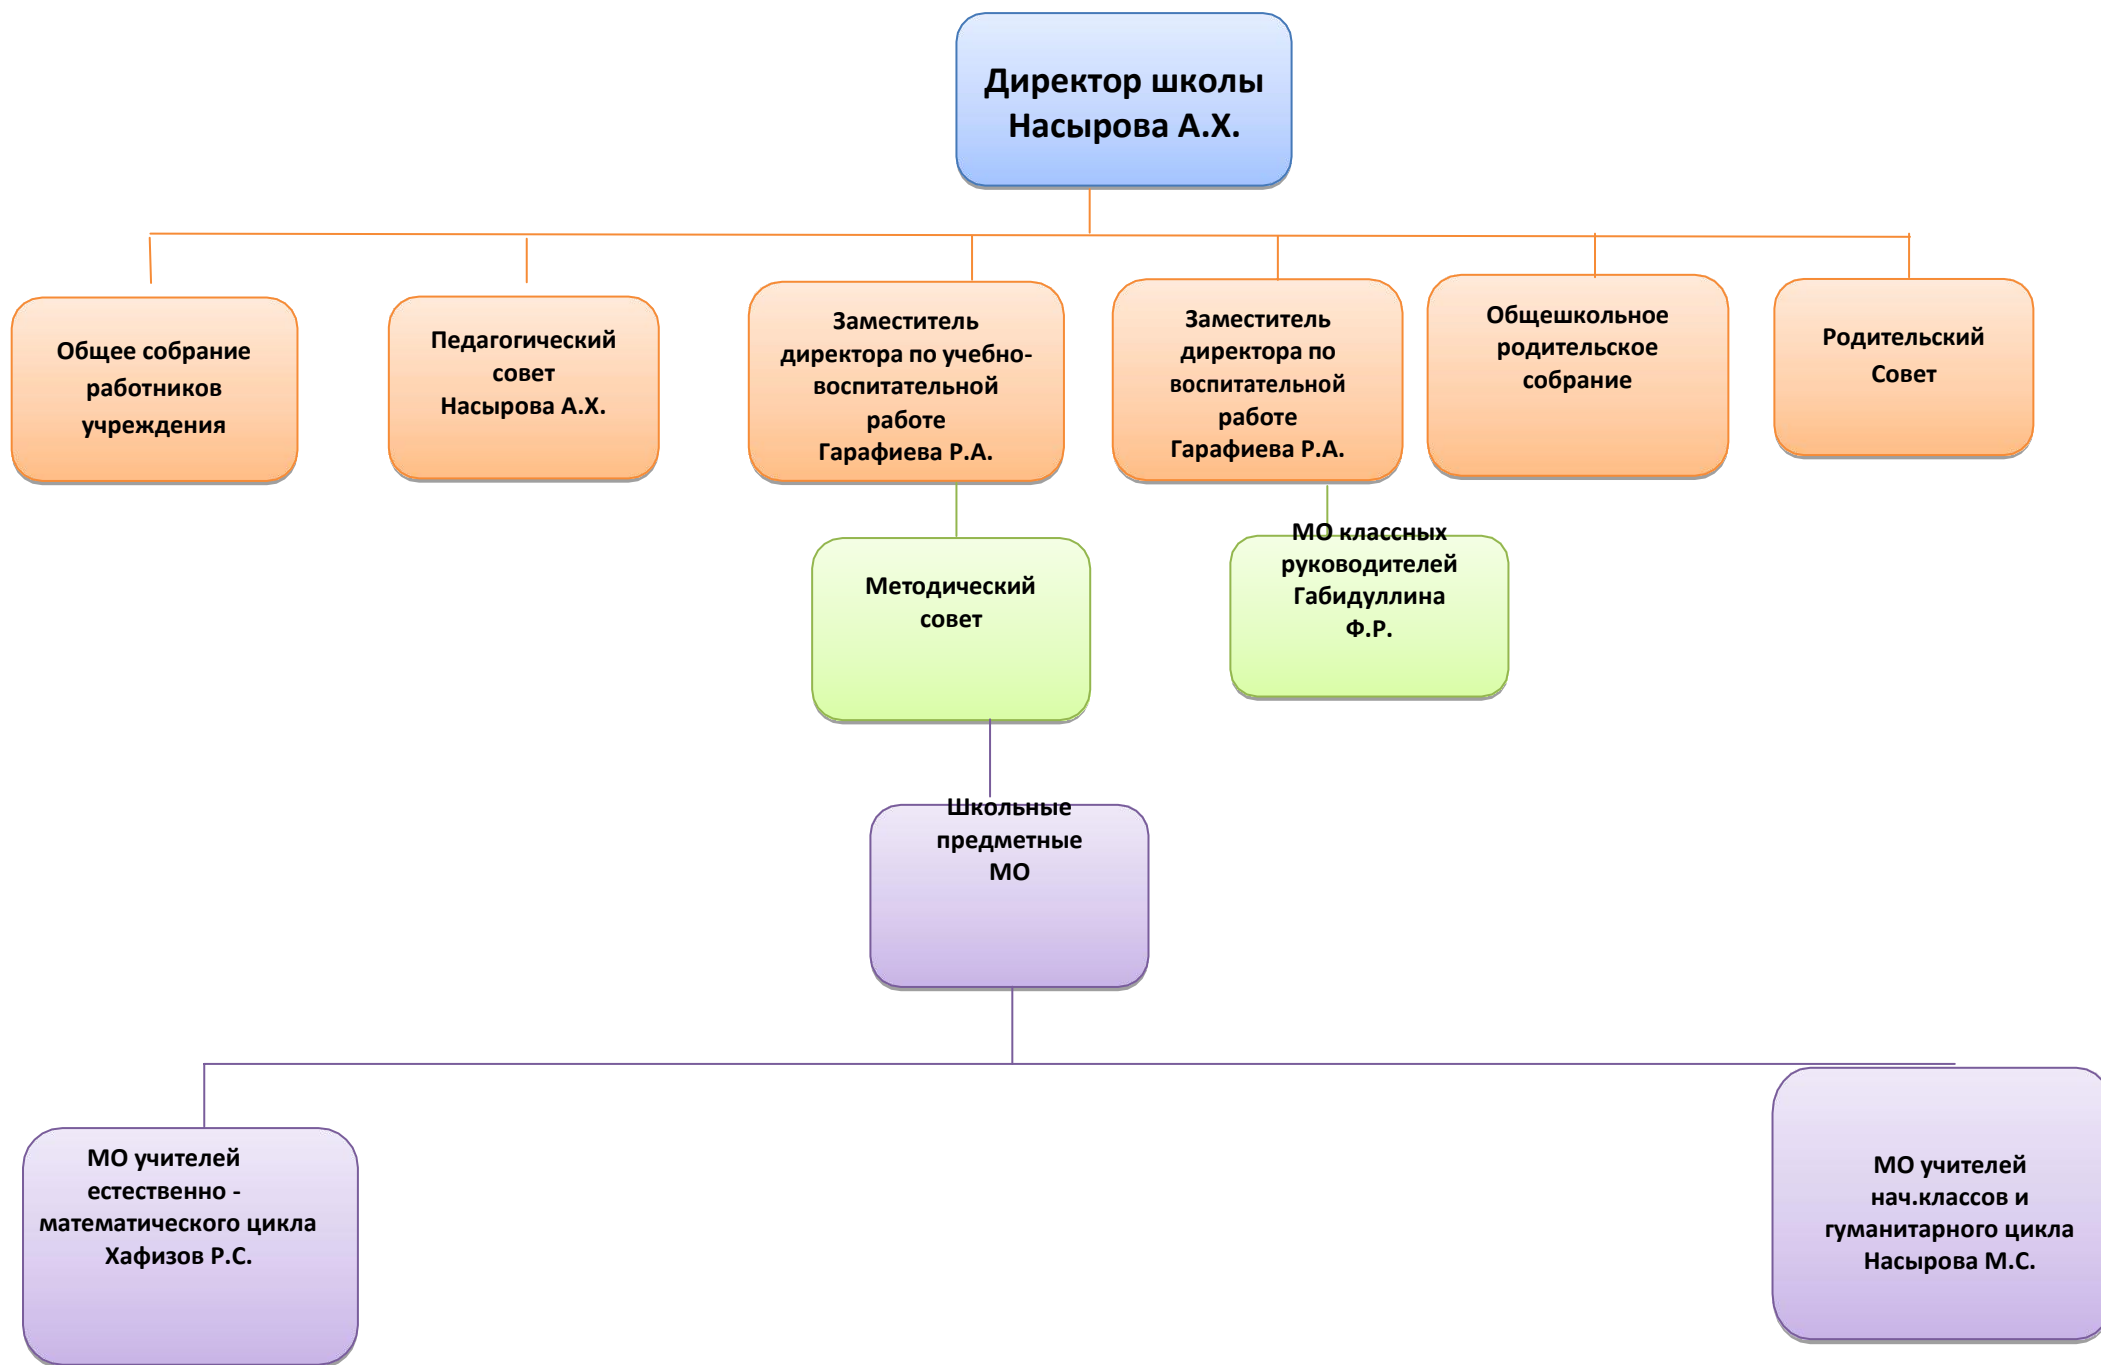 Директор школы
Насырова А.Х.
Общее собрание
работников
учреждения
Педагогический
совет
Насырова А.Х.
Заместитель
директора по учебно-
воспитательной
работе
Гарафиева Р.А.
Заместитель
директора по
воспитательной
работе
Гарафиева Р.А.
Общешкольное
родительское
собрание
Родительский
Совет
Методический
совет
МО классных
руководителей
Габидуллина
Ф.Р.
Школьные
предметные
МО
МО учителей
естественно -
математического цикла
Хафизов Р.С.
МО учителей
нач.классов и
гуманитарного цикла
Насырова М.С.